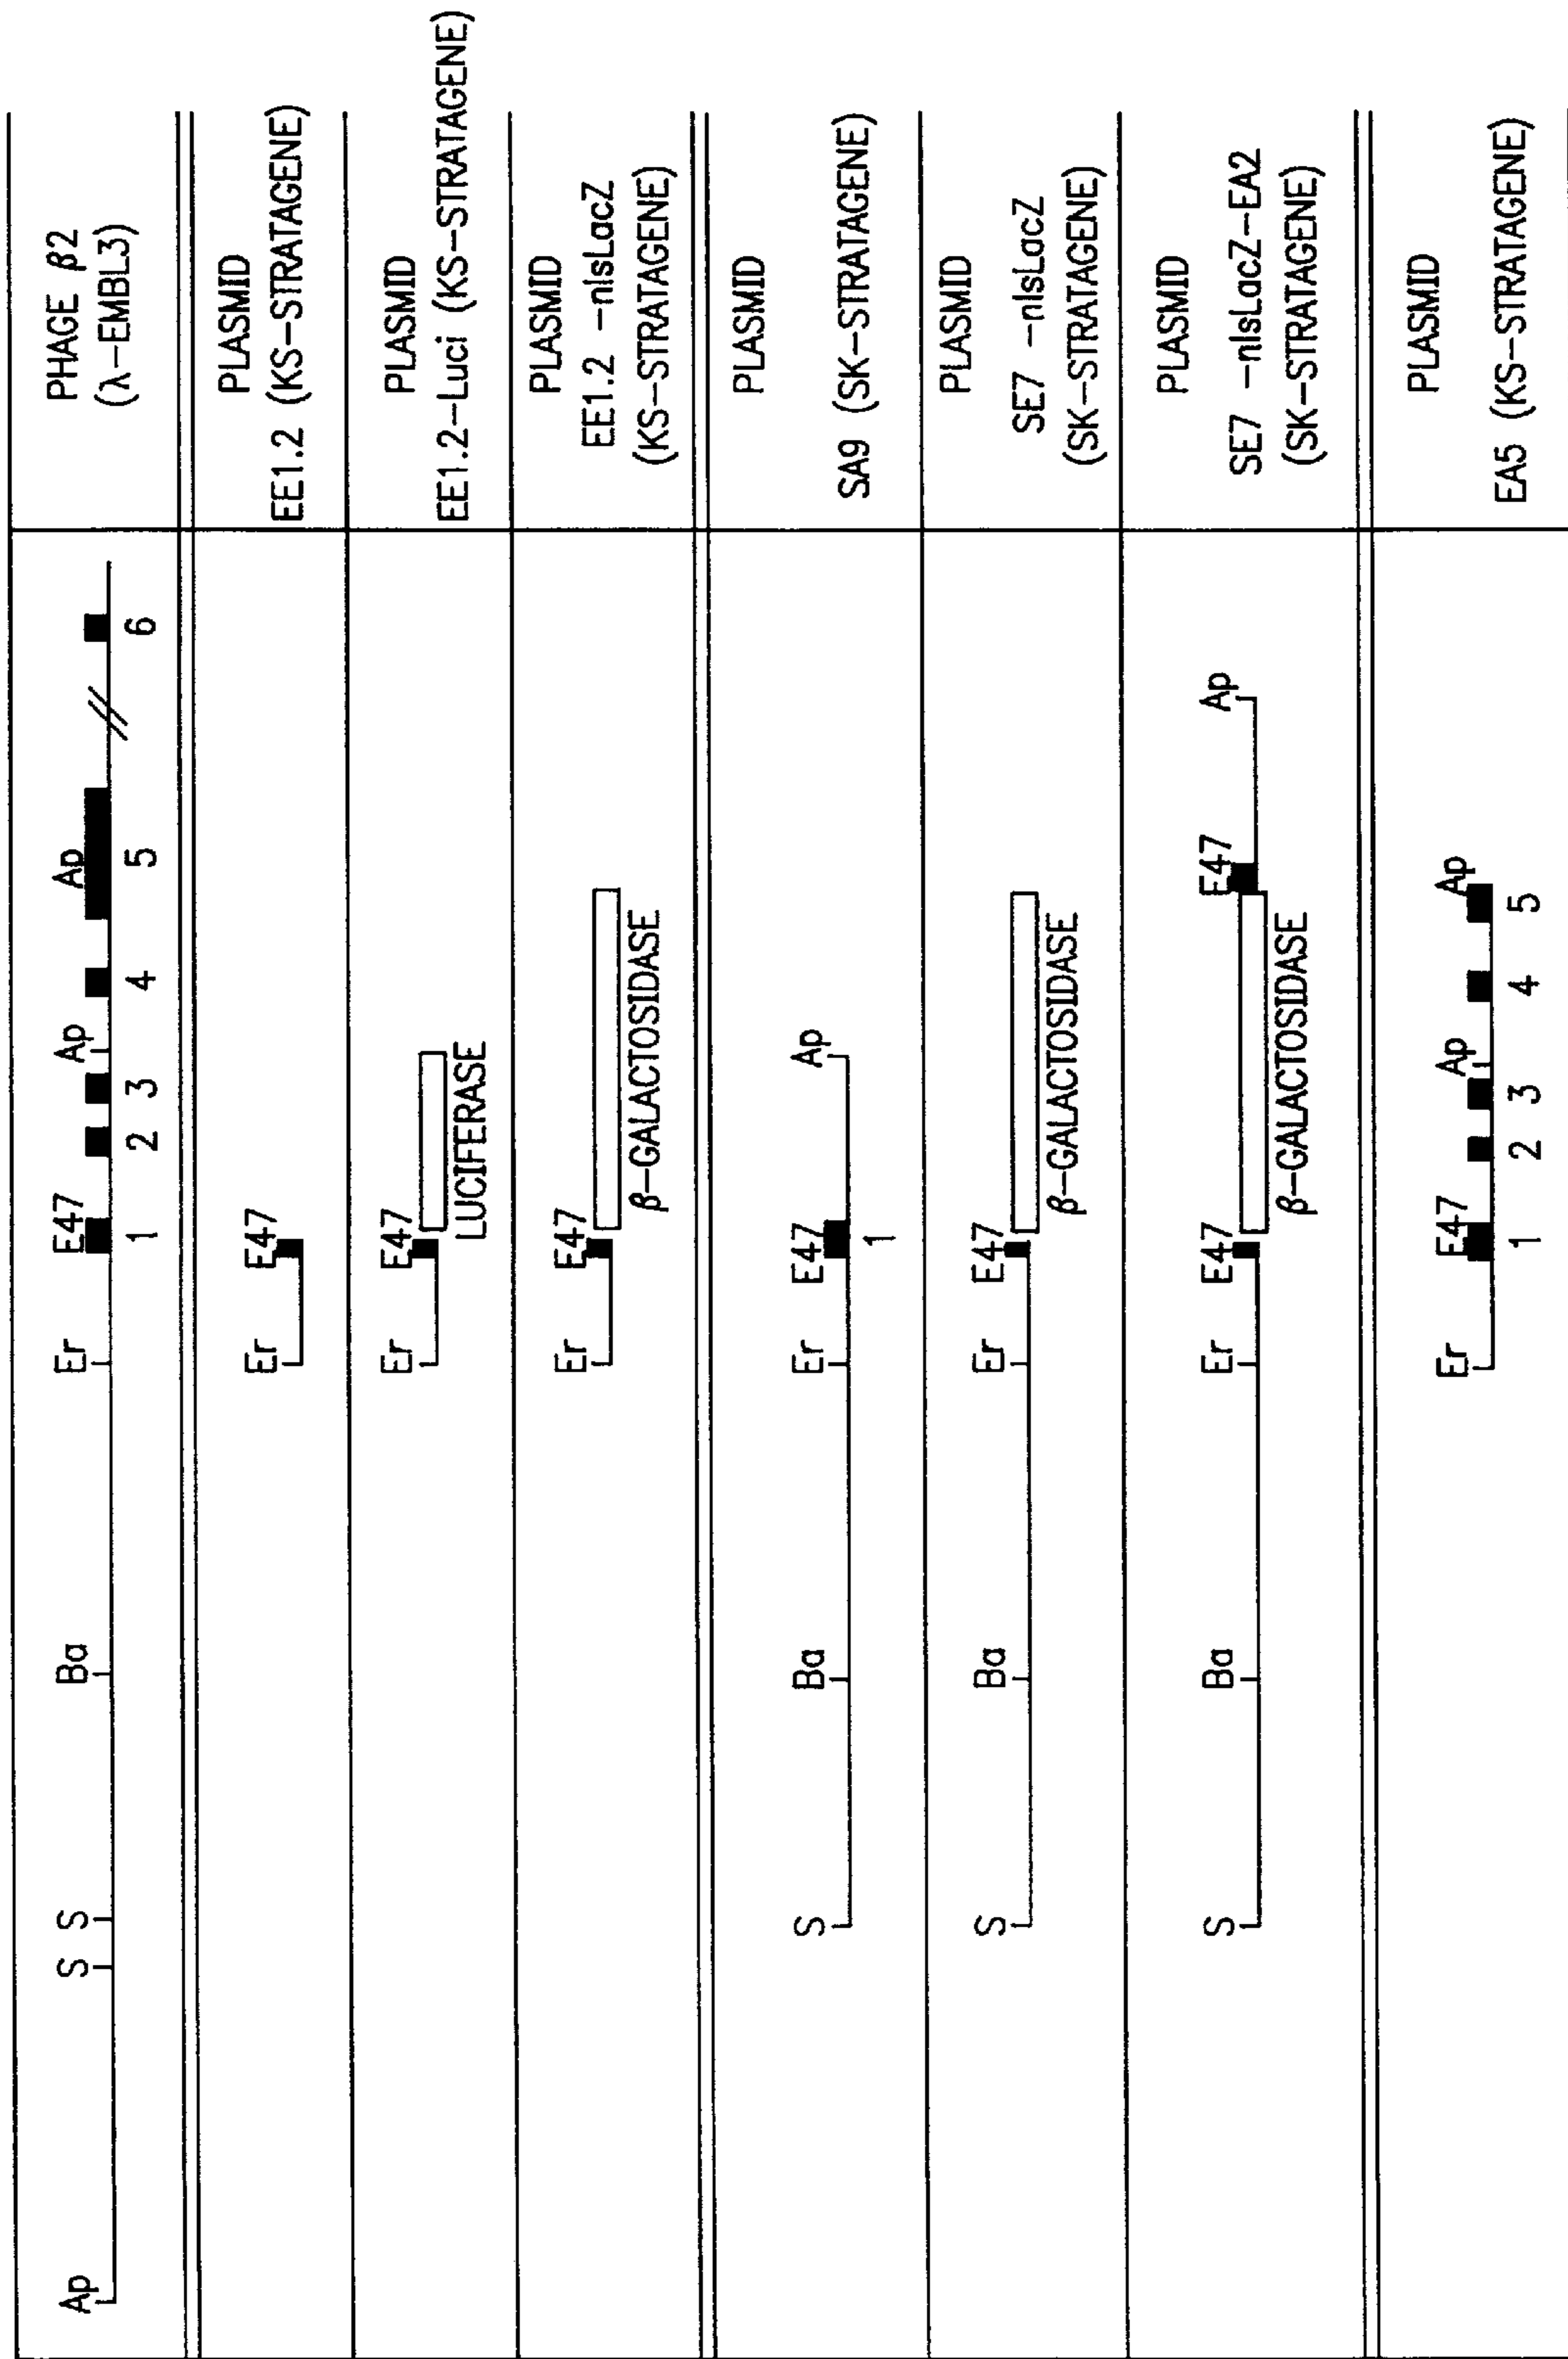 Ap S S Ba Er E47 Ap Ap
1 2 3 4 5 6
PHAGE β2
(λ-EMBL3)
Er E47
PLASMID
EE1.2 (KS-STRATAGENE)
Er E47
LUCIFERASE
PLASMID
EE1.2-Luci (KS-STRATAGENE)
Er E47
β-GALACTOSIDASE
PLASMID
EE1.2 -nlsLacZ
(KS-STRATAGENE)
S Ba Er E47 Ap
1
PLASMID
SA9 (SK-STRATAGENE)
S Ba Er E47
β-GALACTOSIDASE
PLASMID
SE7 -nlsLacZ
(SK-STRATAGENE)
S Ba Er E47 E47 Ap
β-GALACTOSIDASE
PLASMID
SE7 -nlsLacZ-EA2
(SK-STRATAGENE)
Er E47 Ap Ap
1 2 3 4 5
PLASMID
EA5 (KS-STRATAGENE)